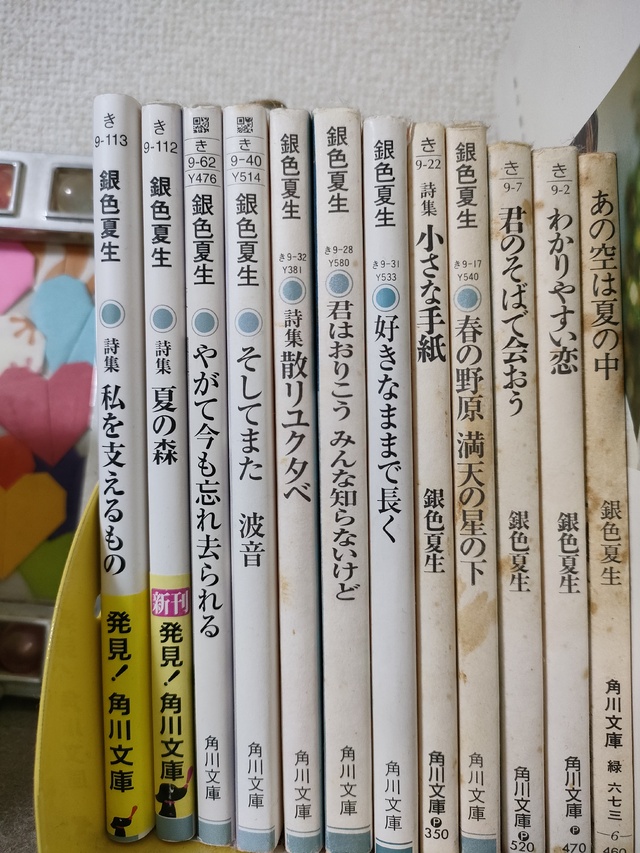 き
9-113
銀色夏生
詩集 私を支えるもの
発見!角川文庫
き
9-112
銀色夏生
詩集 夏の森
新刊
発見!角川文庫
き
9-62
Y476
銀色夏生
やがて今も忘れ去られる
角川文庫
き
9-40
Y514
銀色夏生
そしてまた 波音
角川文庫
銀色夏生
き9-32
Y381
詩集 散リユクタベ
角川文庫
銀色夏生
き9-28
Y580
君はおりこう みんな知らないけど
角川文庫
銀色夏生
き9-31
Y533
好きなままで長く
角川文庫
き
9-22
詩集 小さな手紙
銀色夏生
角川文庫
P
350
銀色夏生
き9-17
Y540
春の野原 満天の星の下
角川文庫
き
9-7
君のそばで会おう
銀色夏生
角川文庫
P
520
き
9-2
わかりやすい恋
銀色夏生
角川文庫
P
470
あの空は夏の中
銀色夏生
角川文庫
緑 六七三
6
460